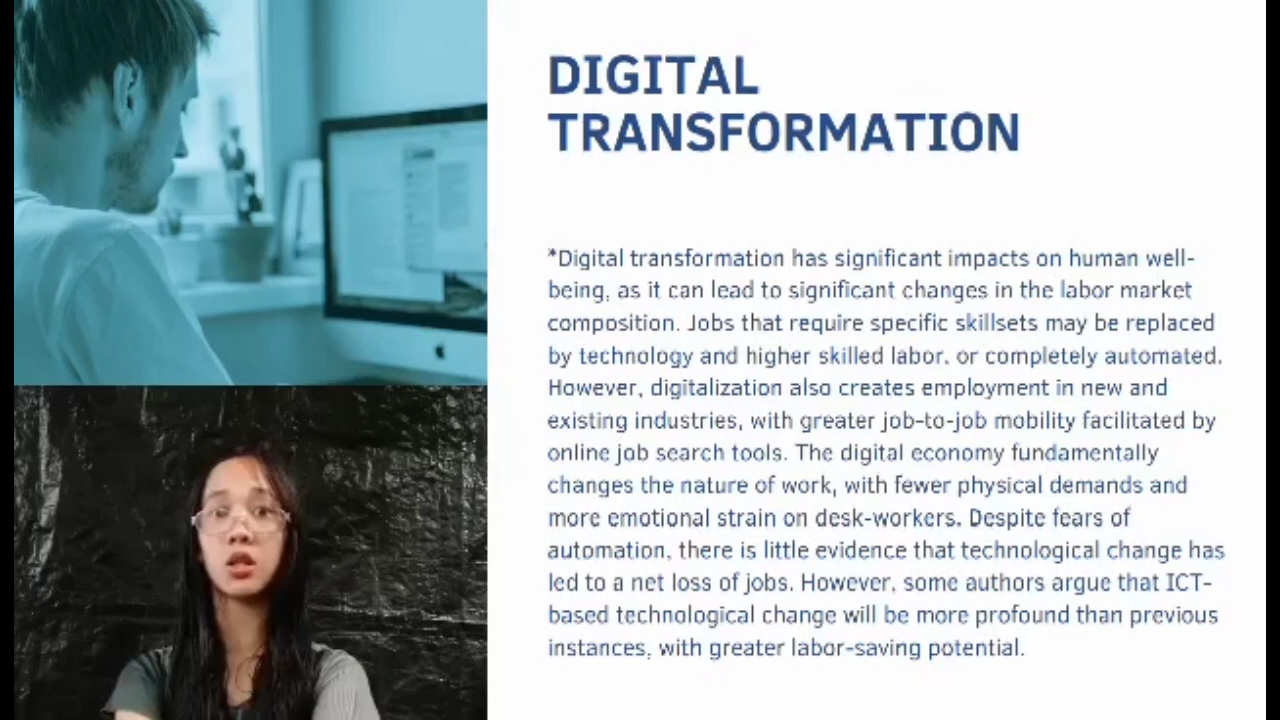 DIGITAL
TRANSFORMATION
*Digital transformation has significant impacts on human well-
being, as it can lead to significant changes in the labor market
composition. Jobs that require specific skillsets may be replaced
by technology and higher skilled labor, or completely automated.
However, digitalization also creates employment in new and
existing industries, with greater job-to-job mobility facilitated by
online job search tools. The digital economy fundamentally
changes the nature of work, with fewer physical demands and
more emotional strain on desk-workers. Despite fears of
automation, there is little evidence that technological change has
led to a net loss of jobs. However, some authors argue that ICT-
based technological change will be more profound than previous
instances, with greater labor-saving potential.